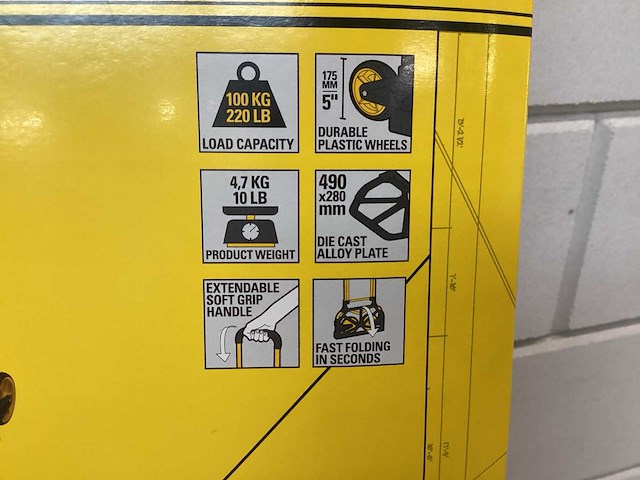 100 KG
220 LB
LOAD CAPACITY
175
MM
5"
DURABLE
PLASTIC WHEELS
4,7 KG
10 LB
PRODUCT WEIGHT
490
x280
mm
DIE CAST
ALLOY PLATE
EXTENDABLE
SOFT GRIP
HANDLE
FAST FOLDING
IN SECONDS